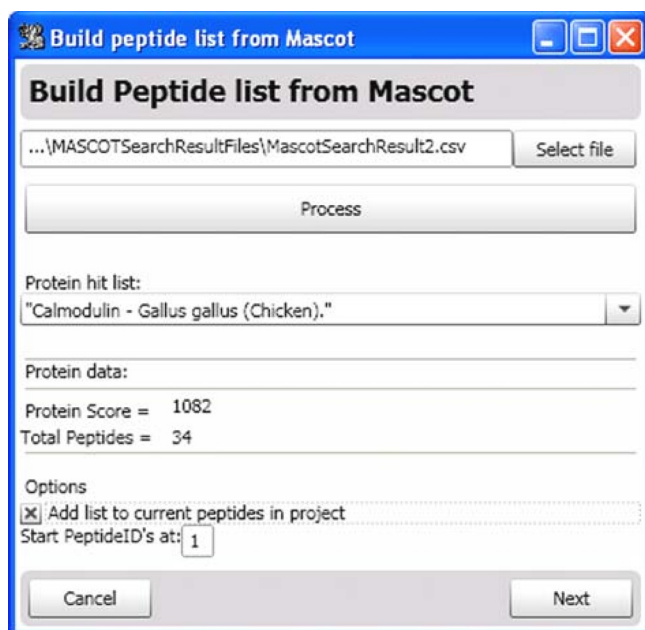 Build peptide list from Mascot
Build Peptide list from Mascot
...\MASCOTSearchResultFiles\MascotSearchResult2.csv Select file
Process
Protein hit list:
"Calmodulin - Gallus gallus (Chicken)."
Protein data:
Protein Score = 1082
Total Peptides = 34
Options
Add list to current peptides in project
Start PeptideID's at: 1
Cancel Next